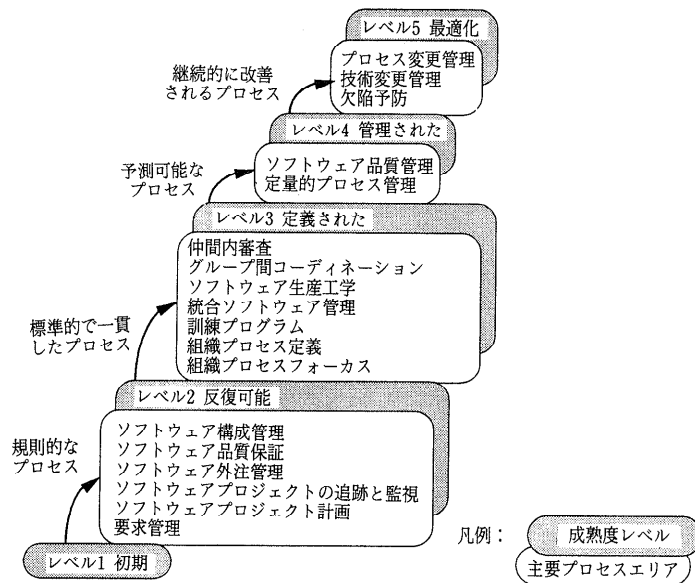 レベル5 最適化
プロセス変更管理
技術変更管理
欠陥予防
継続的に改善
されるプロセス
レベル4 管理された
ソフトウェア品質管理
定量的プロセス管理
予測可能な
プロセス
レベル3 定義された
仲間内審査
グループ間コーディネーション
ソフトウェア生産工学
統合ソフトウェア管理
訓練プログラム
組織プロセス定義
組織プロセスフォーカス
標準的で一貫
したプロセス
レベル2 反復可能
ソフトウェア構成管理
ソフトウェア品質保証
ソフトウェア外注管理
ソフトウェアプロジェクトの追跡と監視
ソフトウェアプロジェクト計画
要求管理
規則的な
プロセス
レベル1 初期
凡例:
成熟度レベル
主要プロセスエリア